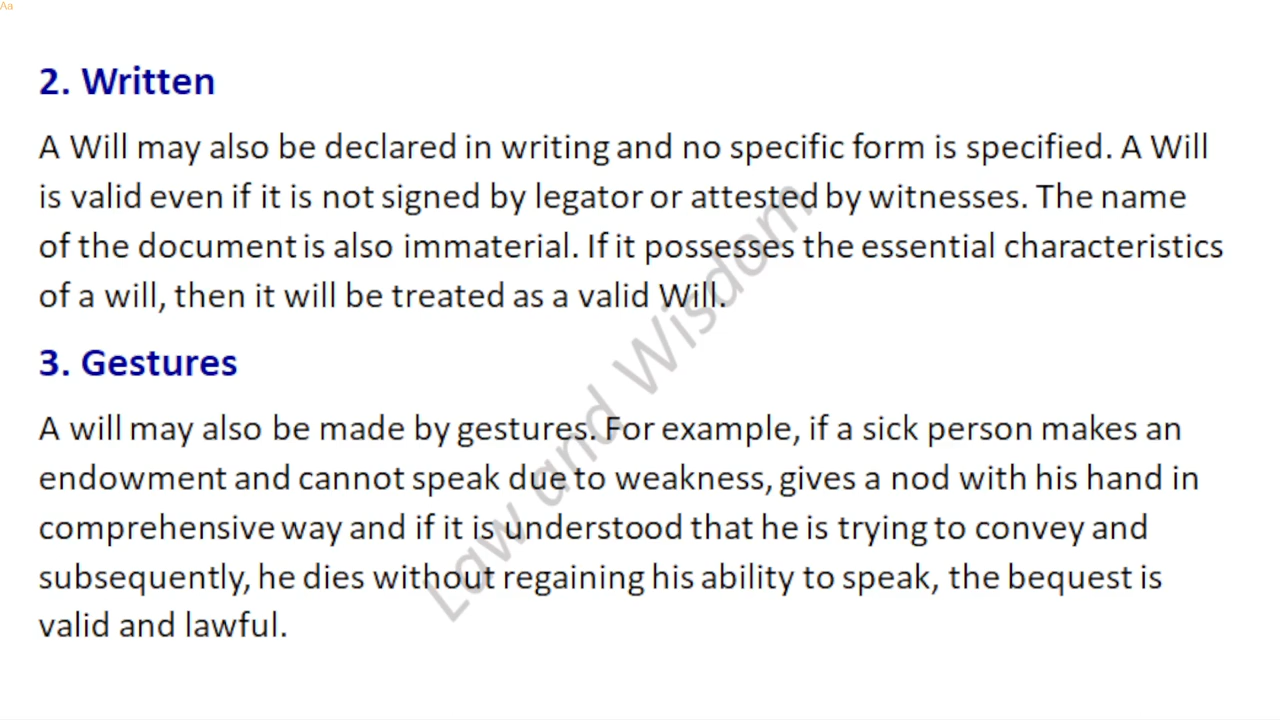 Aa
2. Written
A Will may also be declared in writing and no specific form is specified. A Will
is valid even if it is not signed by legator or attested by witnesses. The name
of the document is also immaterial. If it possesses the essential characteristics
of a will, then it will be treated as a valid Will.
3. Gestures
A will may also be made by gestures. For example, if a sick person makes an
endowment and cannot speak due to weakness, gives a nod with his hand in
comprehensive way and if it is understood that he is trying to convey and
subsequently, he dies without regaining his ability to speak, the bequest is
valid and lawful.
Law and Wisdom